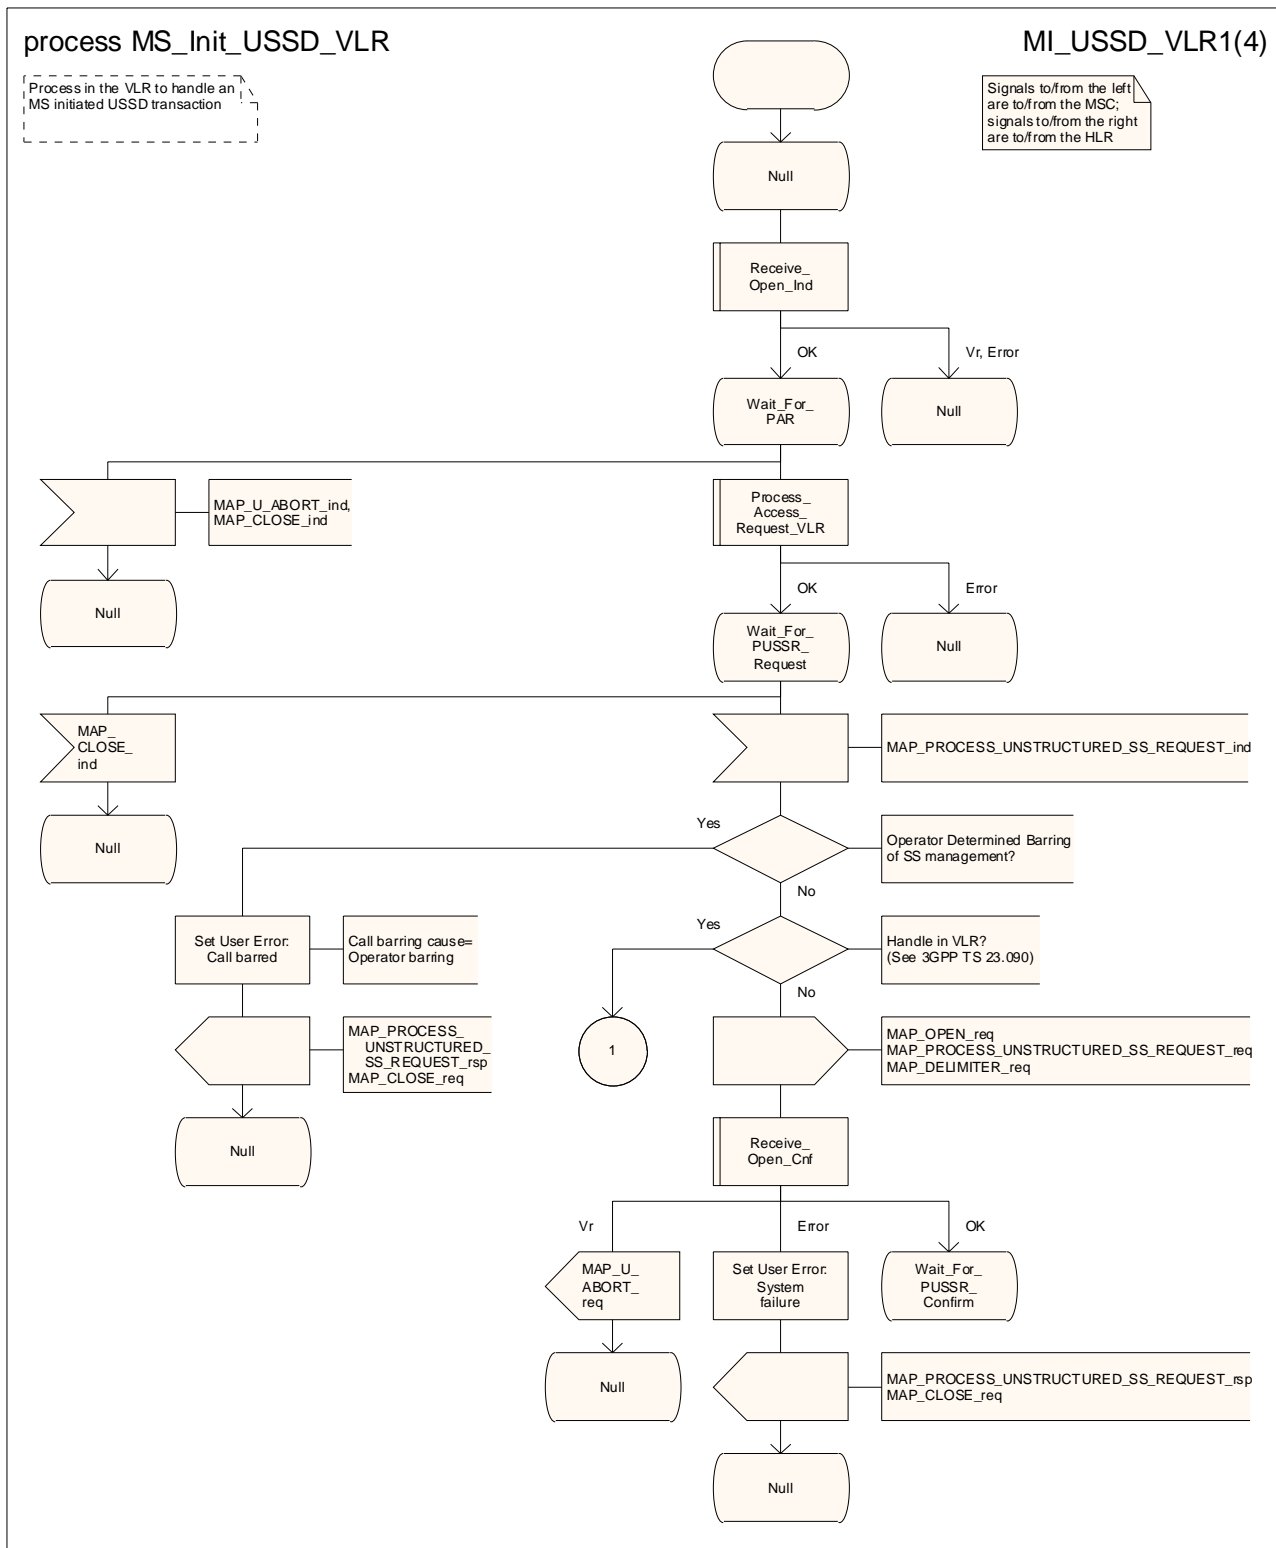 process MS_Init_USSD_VLR
MI_USSD_VLR1(4)
Process in the VLR to handle an
MS initiated USSD transaction
Signals to/from the left
are to/from the MSC;
signals to/from the right
are to/from the HLR
Null
Receive_
Open_Ind
OK
Vr, Error
Wait_For_
PAR
Null
MAP_U_ABORT_ind,
MAP_CLOSE_ind
Process_
Access_
Request_VLR
Null
OK
Error
Wait_For_
PUSSR_
Request
Null
MAP_
CLOSE_
ind
MAP_PROCESS_UNSTRUCTURED_SS_REQUEST_ind
Null
Yes
Operator Determined Barring
of SS management?
No
Set User Error:
Call barred
Call barring cause=
Operator barring
Yes
Handle in VLR?
(See 3GPP TS 23.090)
No
MAP_PROCESS_
UNSTRUCTURED_
SS_REQUEST_rsp
MAP_CLOSE_req
1
MAP_OPEN_req
MAP_PROCESS_UNSTRUCTURED_SS_REQUEST_req
MAP_DELIMITER_req
Null
Receive_
Open_Cnf
Vr
Error
OK
MAP_U_
ABORT_
req
Set User Error:
System
failure
Wait_For_
PUSSR_
Confirm
Null
MAP_PROCESS_UNSTRUCTURED_SS_REQUEST_rsp
MAP_CLOSE_req
Null